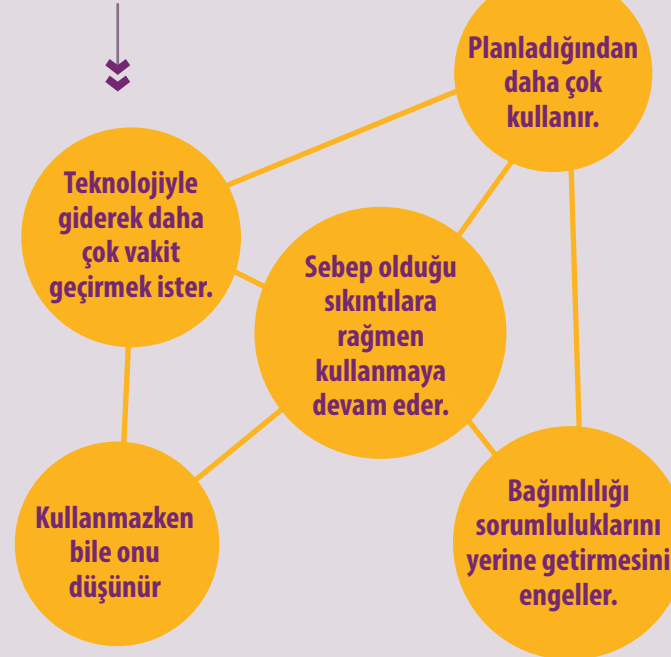 Planladığından
daha çok
kullanır.
Teknolojiyle
giderek daha
çok vakit
geçirmek ister.
Sebep olduğu
sıkıntılara
rağmen
kullanmaya
devam eder.
Kullanmazken
bile onu
düşünür
Bağımlılığı
sorumluluklarını
yerine getirmesini
engeller.